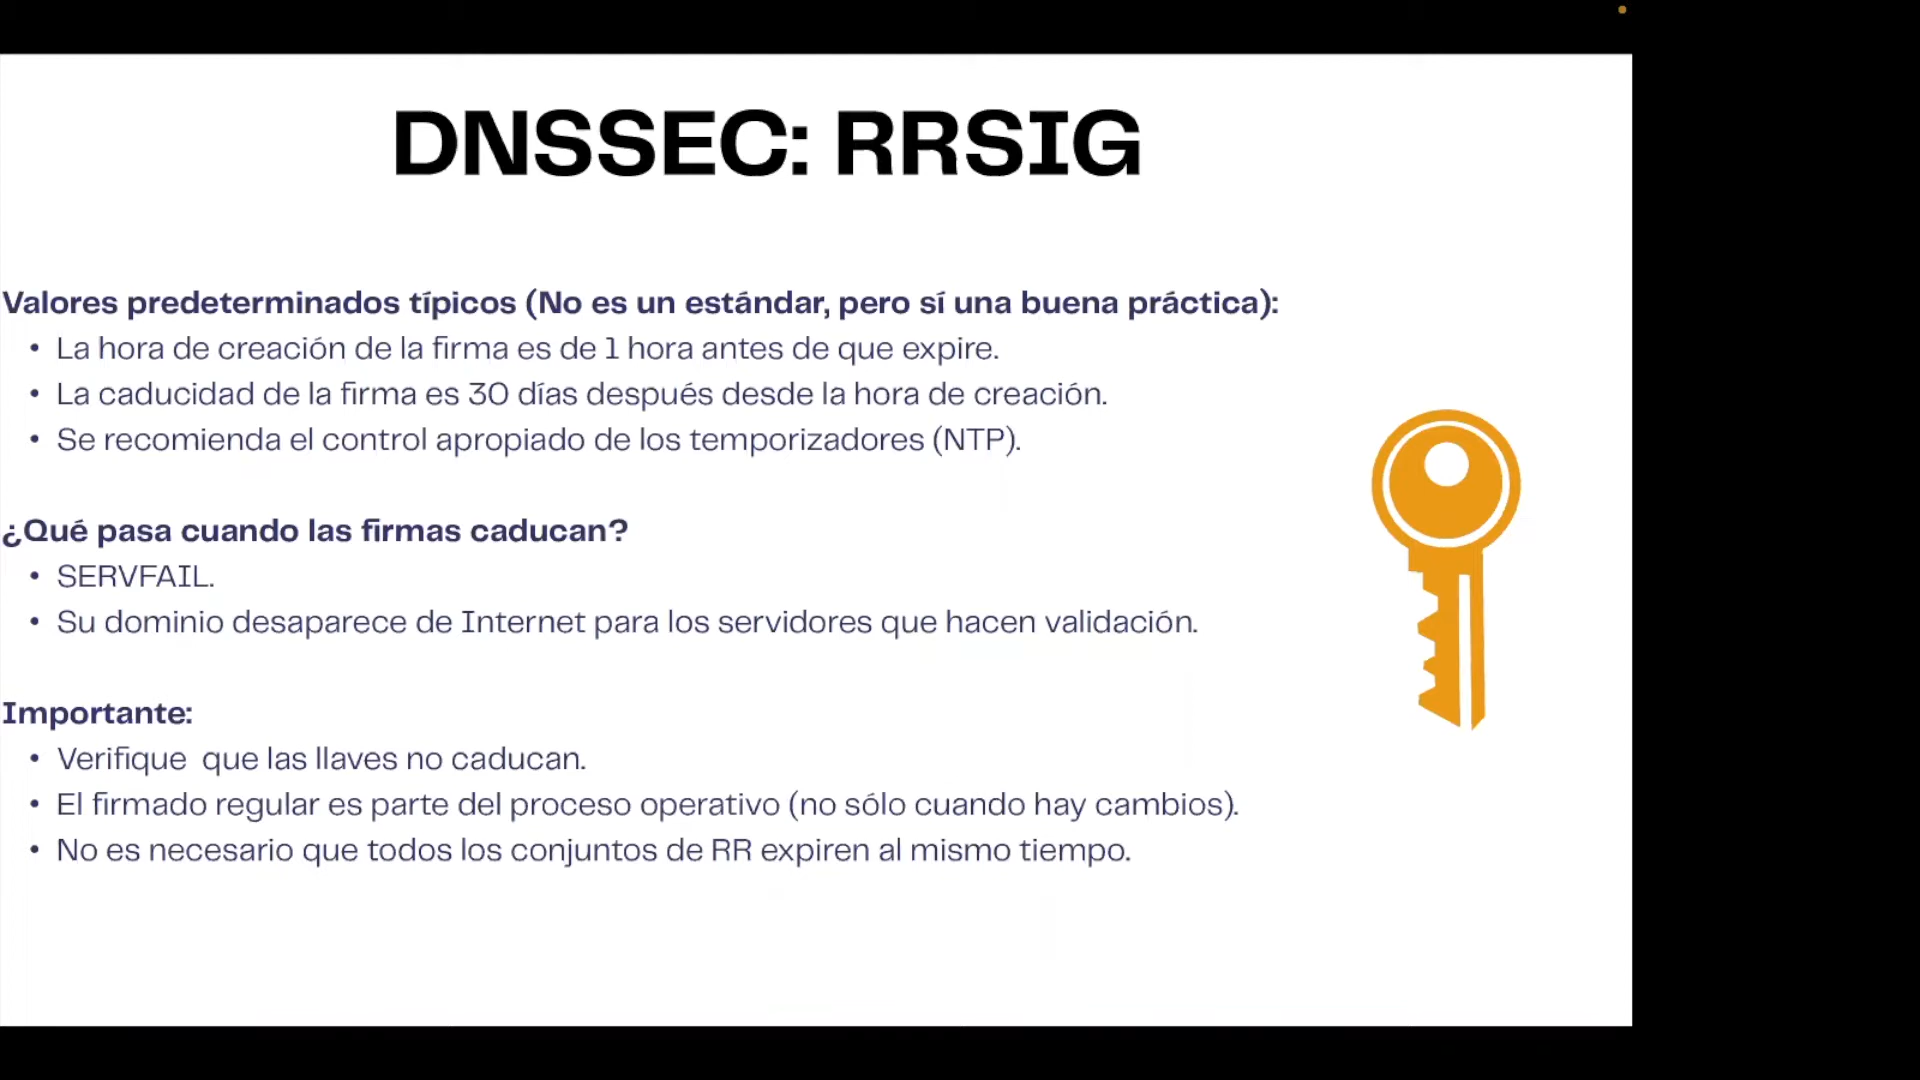 DNSSEC: RRSIG
Valores predeterminados típicos (No es un estándar, pero sí una buena práctica):
• La hora de creación de la firma es de 1 hora antes de que expire.
• La caducidad de la firma es 30 días después desde la hora de creación.
• Se recomienda el control apropiado de los temporizadores (NTP).
¿Qué pasa cuando las firmas caducan?
• SERVFAIL.
• Su dominio desaparece de Internet para los servidores que hacen validación.
Importante:
• Verifique  que las llaves no caducan.
• El firmado regular es parte del proceso operativo (no sólo cuando hay cambios).
• No es necesario que todos los conjuntos de RR expiren al mismo tiempo.